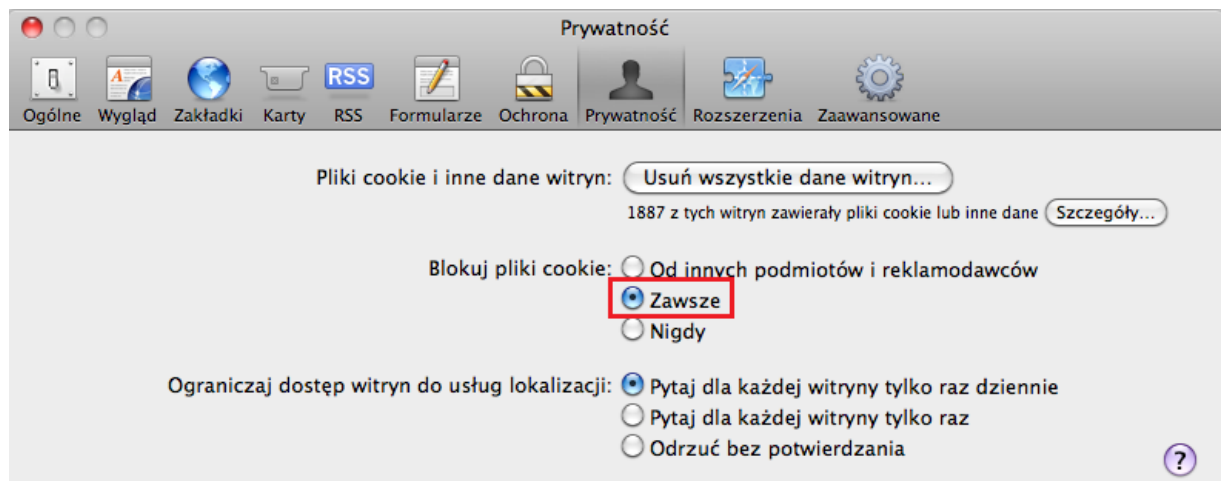 Prywatność
RSS
Ogólne Wygląd Zakładki Karty RSS Formularze Ochrona Prywatność Rozszerzenia Zaawansowane
Pliki cookie i inne dane witryn: Usuń wszystkie dane witryn...
1887 z tych witryn zawierały pliki cookie lub inne dane Szczegóły...
Blokuj pliki cookie: Od innych podmiotów i reklamodawców
Zawsze
Nigdy
Ograniczaj dostęp witryn do usług lokalizacji: Pytaj dla każdej witryny tylko raz dziennie
Pytaj dla każdej witryny tylko raz
Odrzuć bez potwierdzania
?